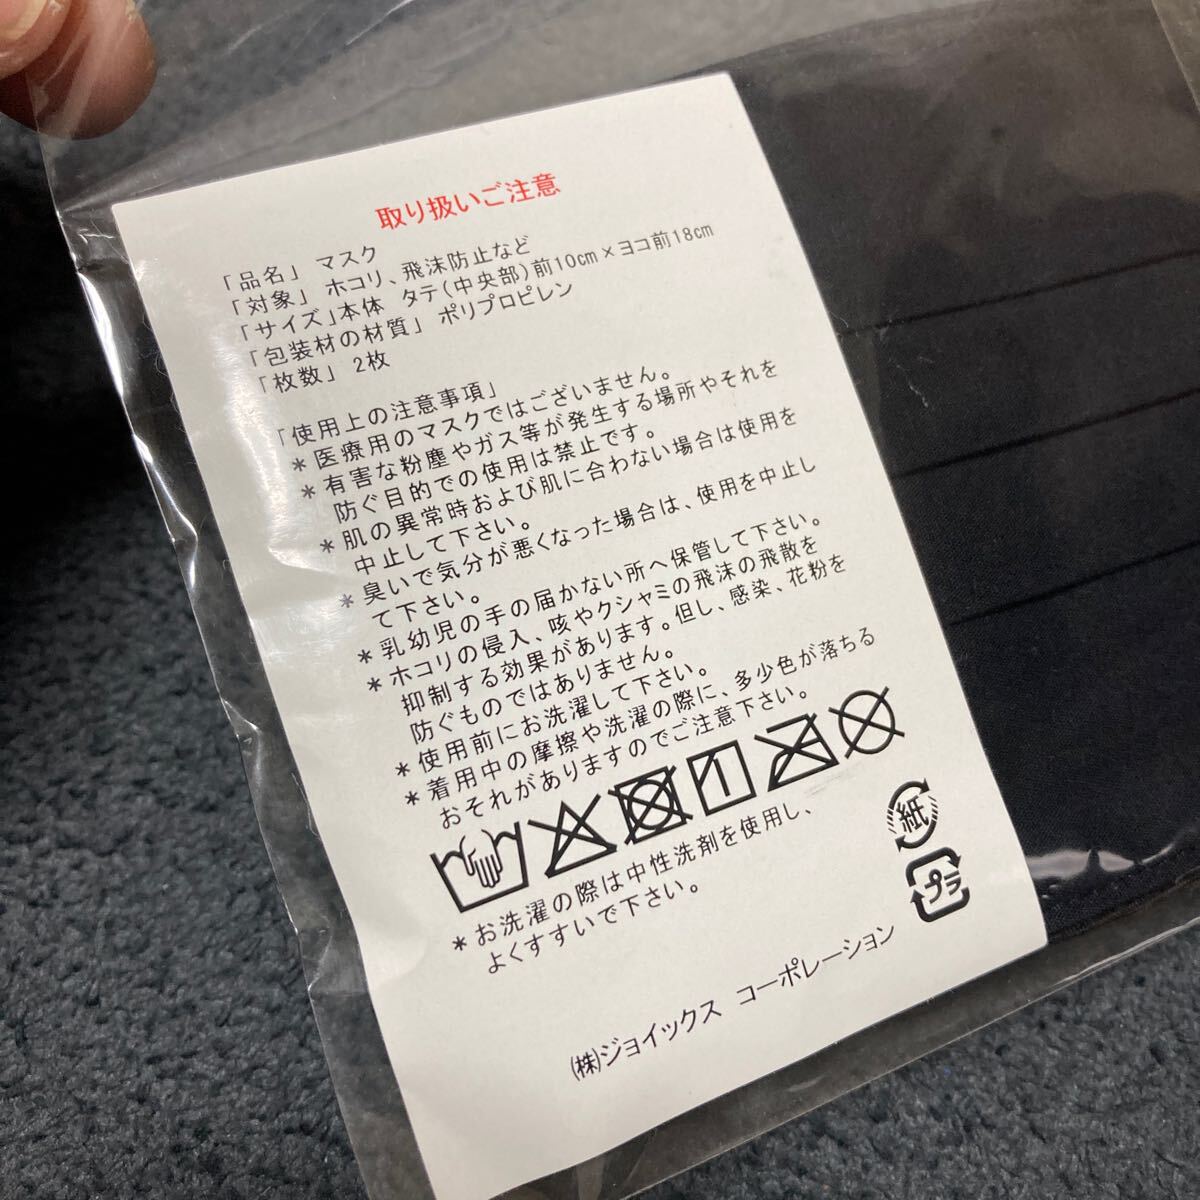 取り扱いご注意
「品名」 マスク
「対象」 ホコリ、飛沫防止など
「サイズ」本体 タテ(中央部)前10cm×ヨコ前18cm
「包装材の材質」 ポリプロピレン
「枚数」 2枚
「使用上の注意事項」
＊医療用のマスクではございません。
＊有害な粉塵やガス等が発生する場所やそれを
防ぐ目的での使用は禁止です。
＊肌の異常時および肌に合わない場合は使用を
中止して下さい。
＊臭いで気分が悪くなった場合は、使用を中止し
て下さい。
＊乳幼児の手の届かない所へ保管して下さい。
＊ホコリの侵入、咳やクシャミの飛沫の飛散を
抑制する効果があります。但し、感染、花粉を
防ぐものではありません。
＊使用前にお洗濯して下さい。
＊着用中の摩擦や洗濯の際に、多少色が落ちる
おそれがありますのでご注意下さい。
＊お洗濯の際は中性洗剤を使用し、
よくすすいで下さい。
紙
プラ
(株)ジョイックス コーポレーション